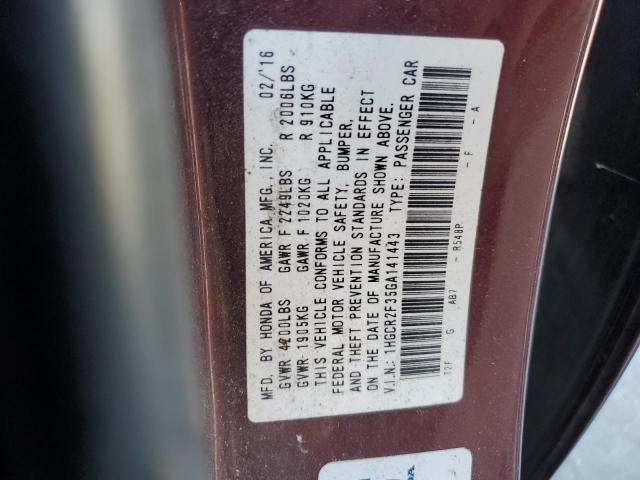 MFD. BY HONDA OF AMERICA MFG., INC. 02/'16
GVWR 4200LBS GAWR F 2249LBS R 2006LBS
GVWR 1905KG GAWR F 1020KG R 910KG
THIS VEHICLE CONFORMS TO ALL APPLICABLE
FEDERAL MOTOR VEHICLE SAFETY, BUMPER,
AND THEFT PREVENTION STANDARDS IN EFFECT
ON THE DATE OF MANUFACTURE SHOWN ABOVE.
V.I.N.: 1HGCR2F35GA141443 TYPE: PASSENGER CAR
T2F G AB7 - R548P - F - A